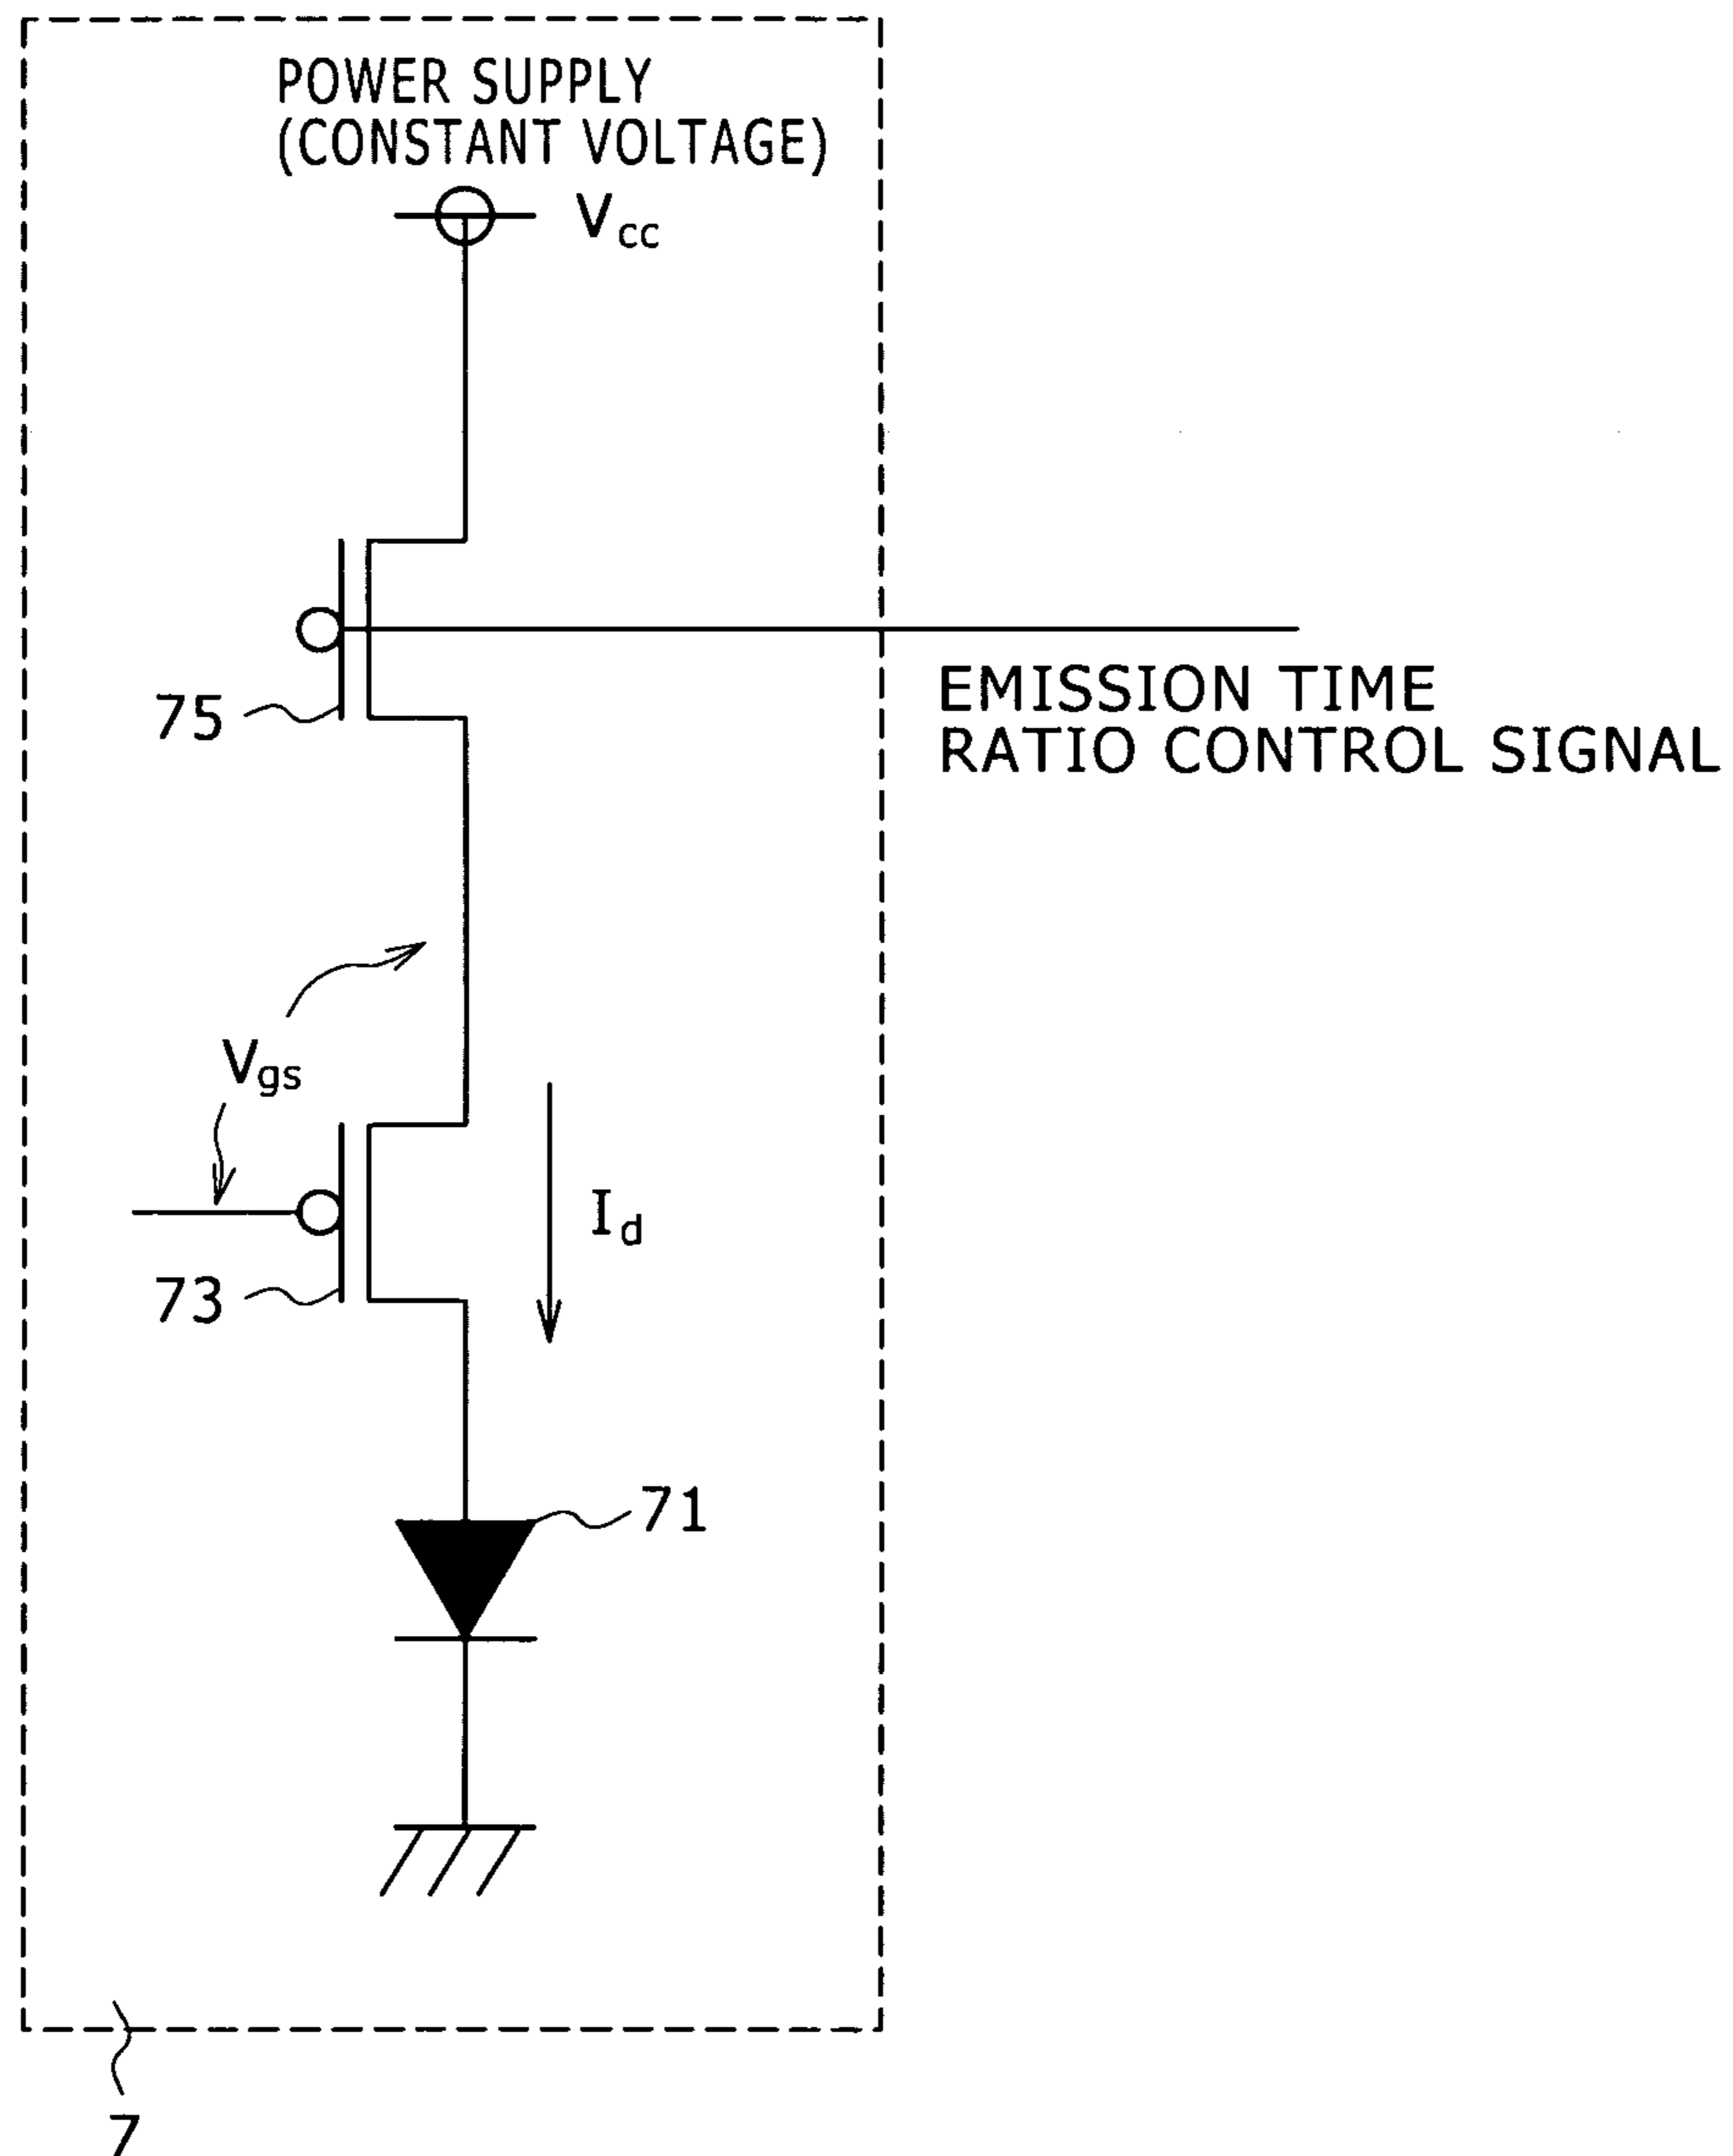 POWER SUPPLY
(CONSTANT VOLTAGE)
Vcc
75
EMISSION TIME
RATIO CONTROL SIGNAL
Vgs
Id
73
71
7